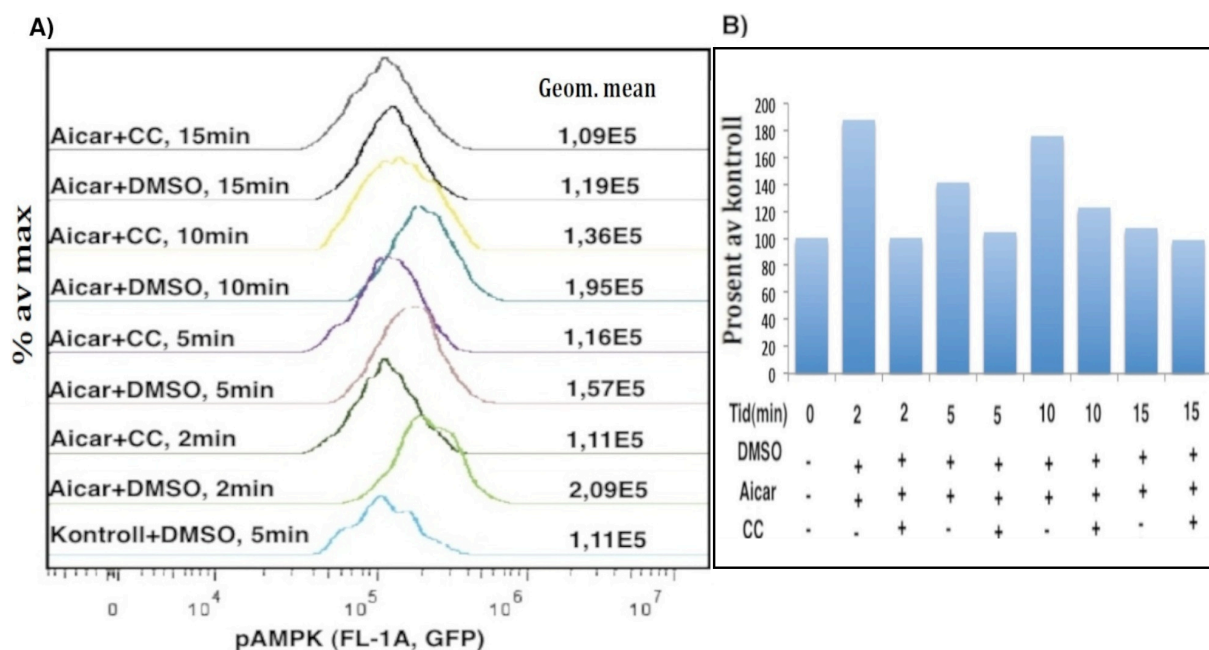 A)
Geom. mean
Aicar+CC, 15min 1,09E5
Aicar+DMSO, 15min 1,19E5
Aicar+CC, 10min 1,36E5
Aicar+DMSO, 10min 1,95E5
Aicar+CC, 5min 1,16E5
Aicar+DMSO, 5min 1,57E5
Aicar+CC, 2min 1,11E5
Aicar+DMSO, 2min 2,09E5
Kontroll+DMSO, 5min 1,11E5
% av max
0 10^4 10^5 10^6 10^7
pAMPK (FL-1A, GFP)
B)
Prosent av kontroll
200
180
160
140
120
100
80
60
40
20
0
Tid(min) 0 2 2 5 5 10 10 15 15
DMSO - + + + + + + + +
Aicar - + + + + + + + +
CC - - + - + - + - +